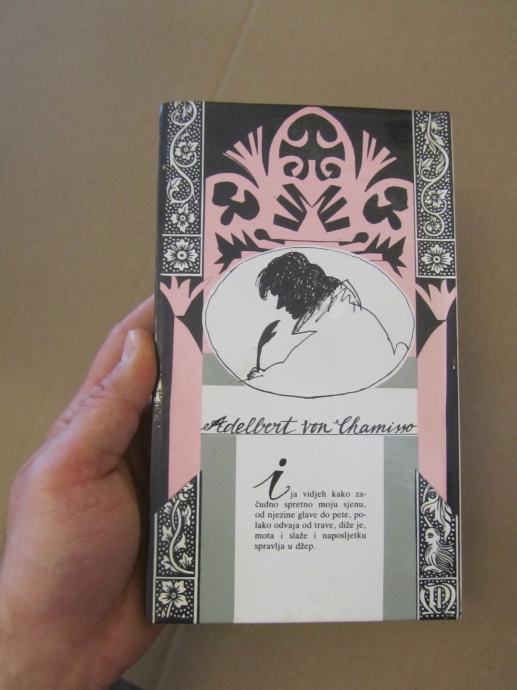 Adelbert von Chamisso
i ja vidjeh kako za-
čudno spretno moju sjenu,
od njezine glave do pete, po-
lako odvaja od trave, diže je,
mota i slaže i naposljetku
spravlja u džep.